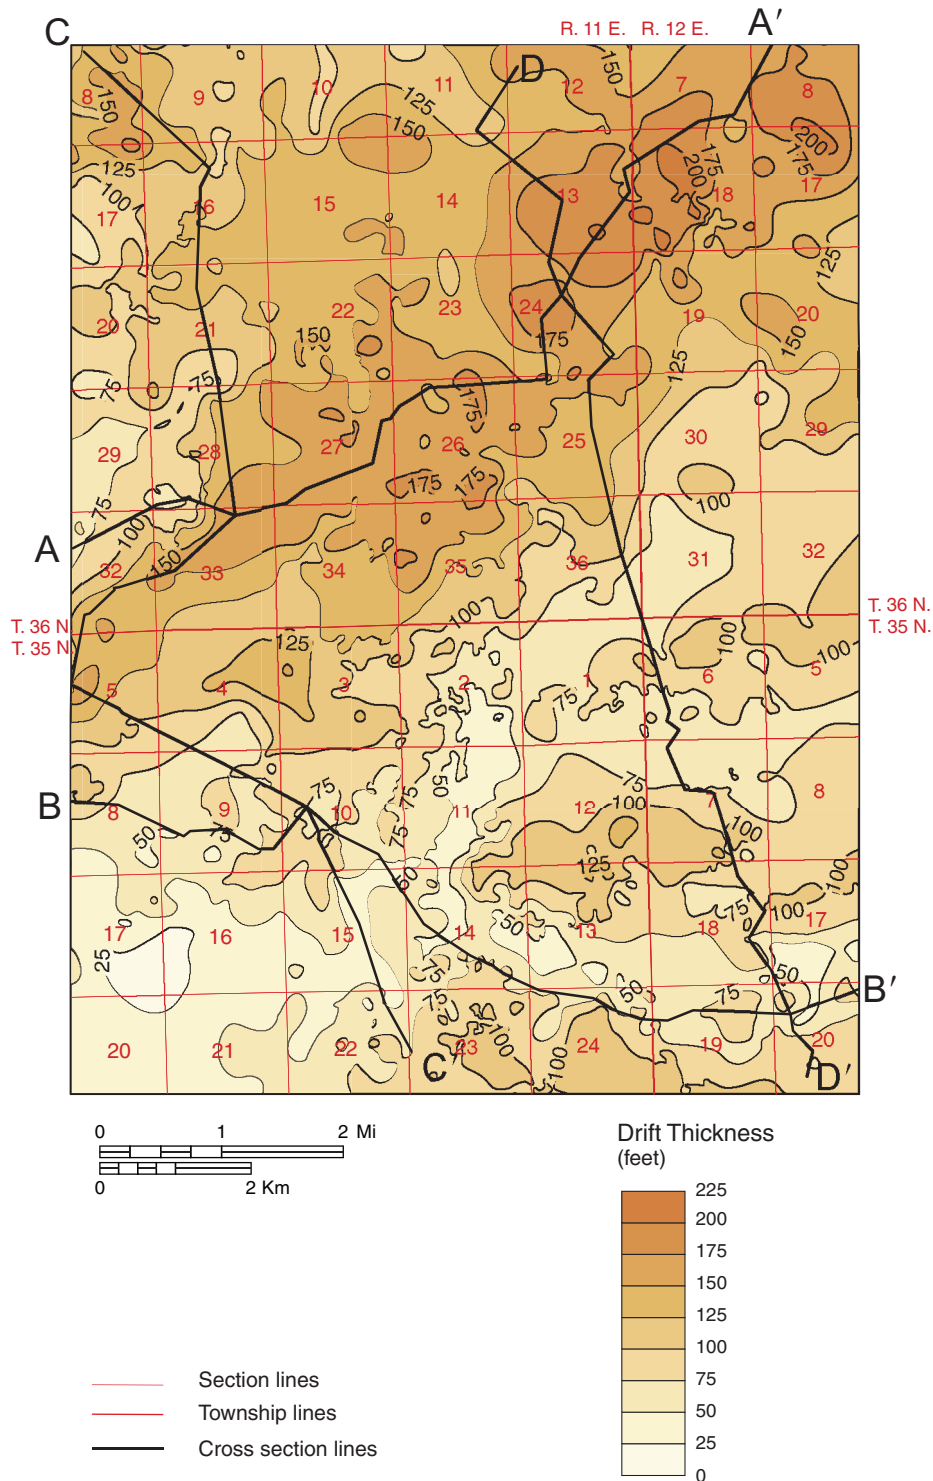 C
R. 11 E. R. 12 E.
A′
D
8 9 10 11 12 7 8
150 125 150 150 200 175
125
100
17 16 15 14 13 18 17
175 200
125
20 21 22 23 24 19 20
150 175 125 150
75 75
29 28 27 26 25 30 29
175 175 175
75
100
100
A
32 33 34 35 36 31 32
150
100
T. 36 N
T. 35 N
T. 36 N.
T. 35 N.
125
100 100
5 4 3 2 1 6 5
75
B
8 9 10 11 12 7 8
75 75 50 75 100
50 75 75 100
50 125 100
17 16 15 14 13 18 17
25 50 75 100
75 50 50
75 75
B′
20 21 22 23 24 19 20
100 100
C′
D′
0 1 2 Mi
0 2 Km
Drift Thickness
(feet)
225
200
175
150
125
100
75
50
25
0
Section lines
Township lines
Cross section lines